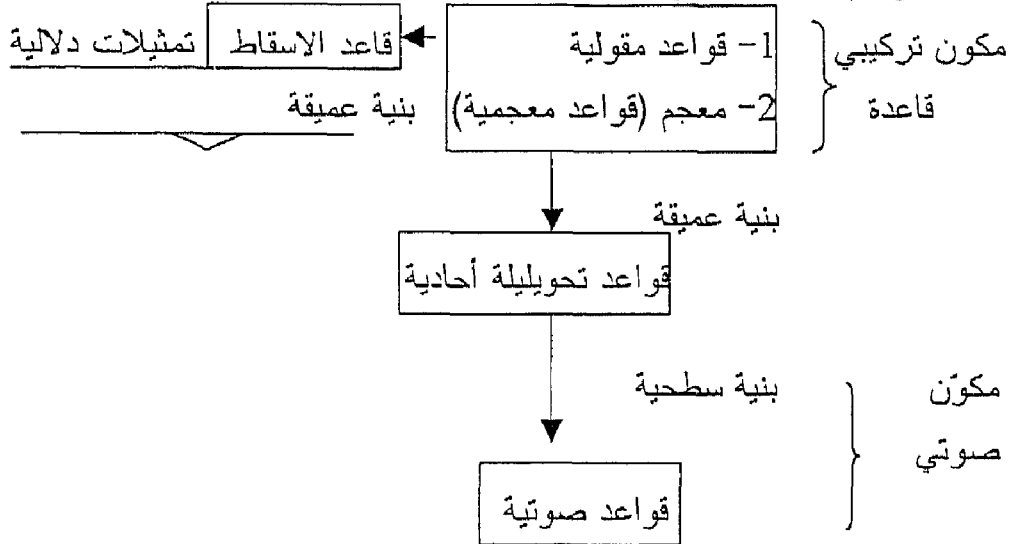 مكون تركيبي
1- قواعد مقولية
قاعد الاسقاط
تمثيلات دلالية
قاعدة
2- معجم (قواعد معجمية)
بنية عميقة
بنية عميقة
قواعد تحويليلة أحادية
مكوّن
بنية سطحية
صوتي
قواعد صوتية